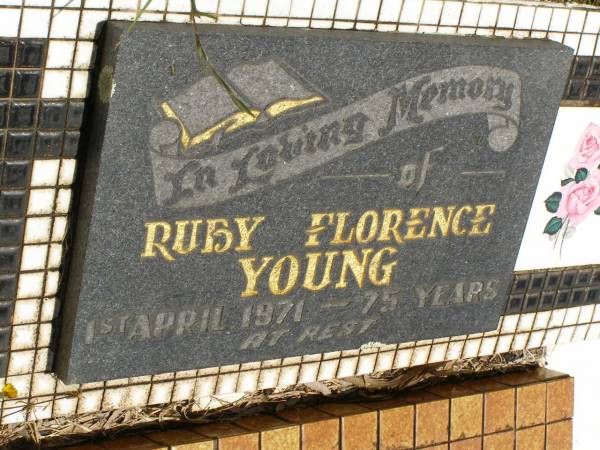 In Loving Memory
of
RUBY FLORENCE
YOUNG
1ST APRIL 1971 — 75 YEARS
AT REST